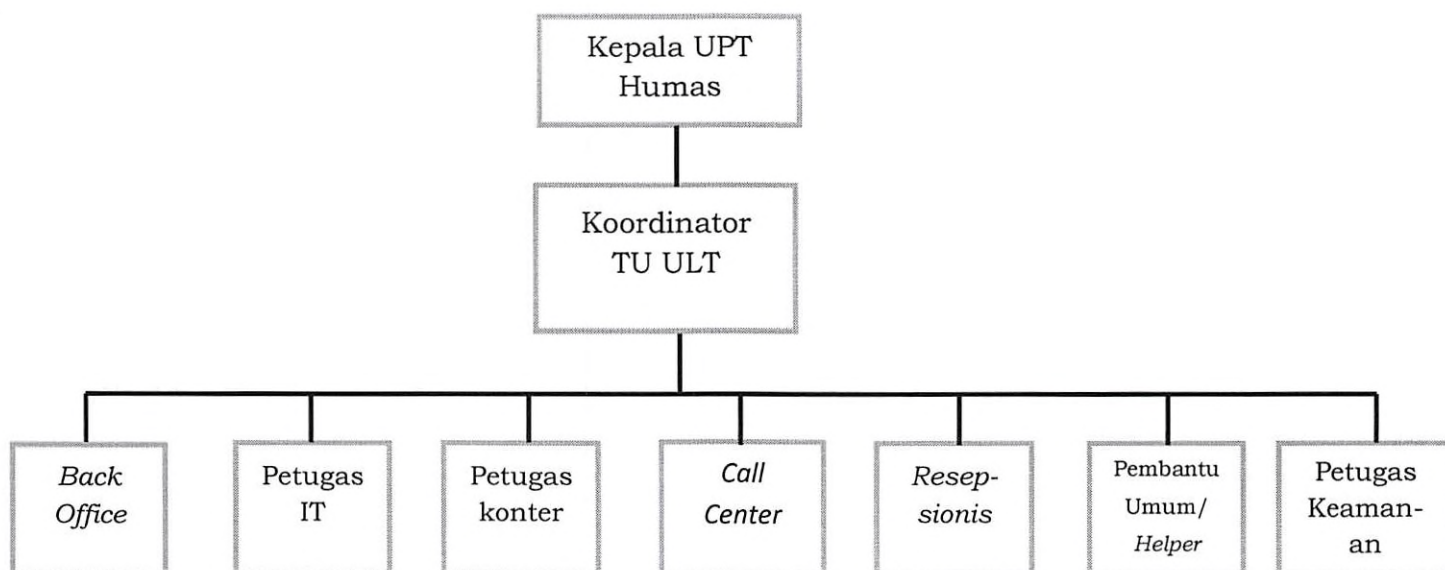 Kepala UPT
Humas
Koordinator
TU ULT
Back
Office
Petugas
IT
Petugas
konter
Call
Center
Resep-
sionis
Pembantu
Umum/
Helper
Petugas
Keaman-
an